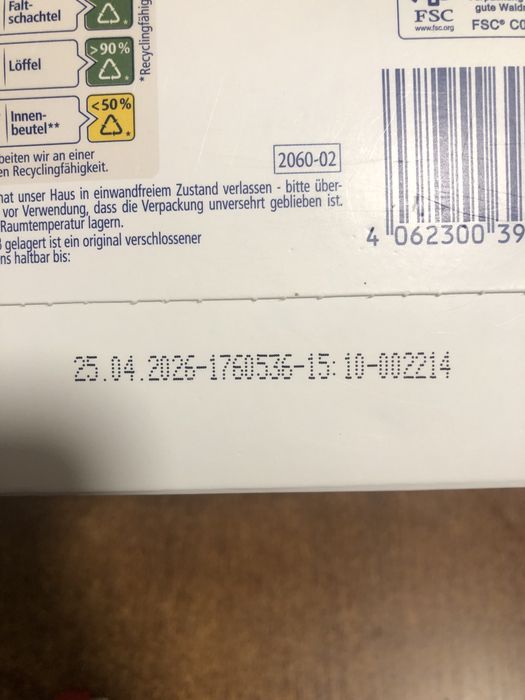 Falt-
schachtel
Löffel
>90%
Innen-
beutel**
<50%
*Recyclingfähig
FSC
www.fsc.org
gute Wald
FSC® C0
beiten wir an einer
en Recyclingfähigkeit.
2060-02
hat unser Haus in einwandfreiem Zustand verlassen - bitte über-
vor Verwendung, dass die Verpackung unversehrt geblieben ist.
Raumtemperatur lagern.
gelagert ist ein original verschlossener
ns haltbar bis:
4 062300 39
25.04.2026-1760536-15:10-002214